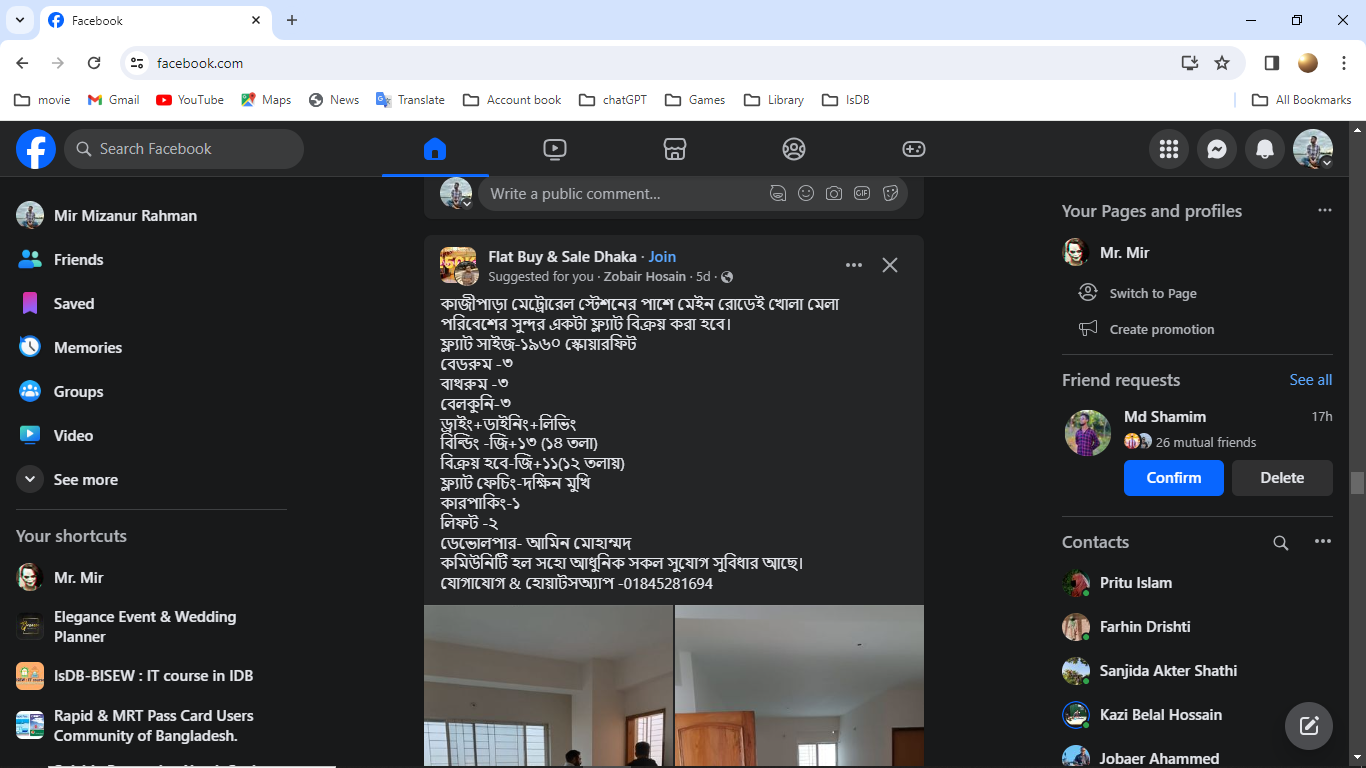 Facebook
facebook.com
movie
Gmail
YouTube
Maps
News
Translate
Account book
chatGPT
Games
Library
IsDB
All Bookmarks
Search Facebook
Mir Mizanur Rahman
Friends
Saved
Memories
Groups
Video
See more
Your shortcuts
Mr. Mir
Elegance Event & Wedding
Planner
IsDB-BISEW : IT course in IDB
Rapid & MRT Pass Card Users
Community of Bangladesh.
Write a public comment...
GIF
Flat Buy & Sale Dhaka · Join
Suggested for you · Zobair Hosain · 5d ·
কাজীপাড়া মেট্রোরেল স্টেশনের পাশে মেইন রোডেই খোলা মেলা
পরিবেশের সুন্দর একটা ফ্ল্যাট বিক্রয় করা হবে।
ফ্ল্যাট সাইজ-১৯৬০ স্কোয়ারফিট
বেডরুম -৩
বাথরুম -৩
বেলকুনি-৩
ড্রাইং+ডাইনিং+লিভিং
বিল্ডিং -জি+১৩ (১৪ তলা)
বিক্রয় হবে-জি+১১(১২ তলায়)
ফ্ল্যাট ফেচিং-দক্ষিন মুখি
কারপাকিং-১
লিফট -২
ডেভোলপার- আমিন মোহাম্মদ
কমিউনিটি হল সহো আধুনিক সকল সুযোগ সুবিধার আছে।
যোগাযোগ & হোয়াটসঅ্যাপ -01845281694
Your Pages and profiles
Mr. Mir
Switch to Page
Create promotion
Friend requests
See all
Md Shamim
17h
26 mutual friends
Confirm
Delete
Contacts
Pritu Islam
Farhin Drishti
Sanjida Akter Shathi
Kazi Belal Hossain
Jobaer Ahammed